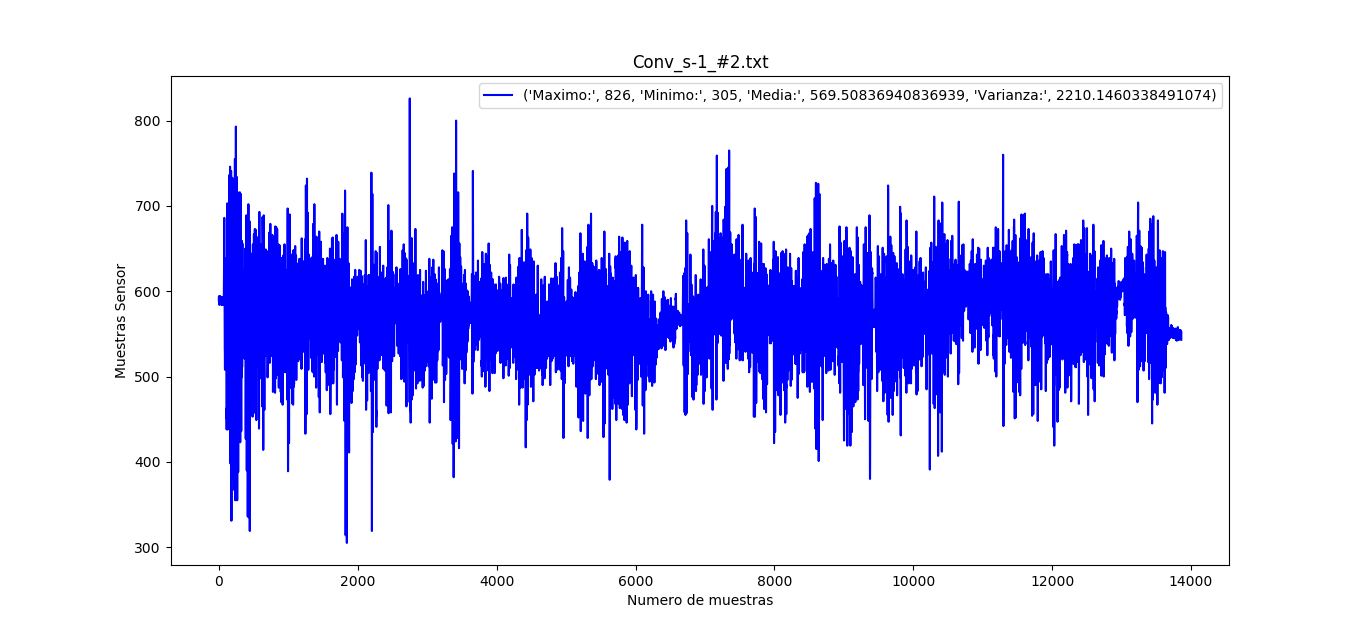 Conv_s-1_#2.txt
('Maximo:', 826, 'Minimo:', 305, 'Media:', 569.50836940836939, 'Varianza:', 2210.1460338491074)
Muestras Sensor
800
700
600
500
400
300
0 2000 4000 6000 8000 10000 12000 14000
Numero de muestras